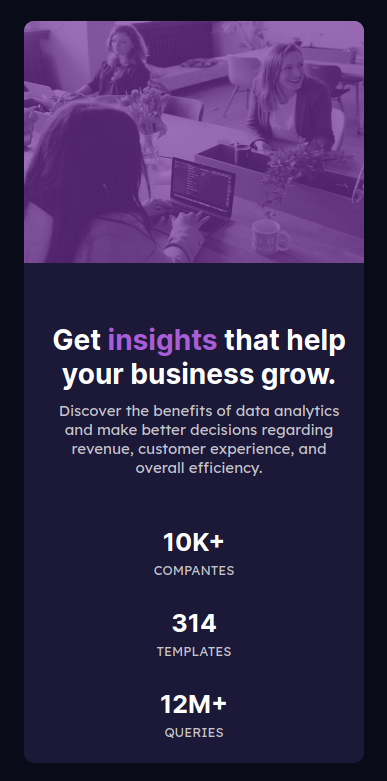 Get insights that help
your business grow.
Discover the benefits of data analytics
and make better decisions regarding
revenue, customer experience, and
overall efficiency.
10K+
COMPANTES
314
TEMPLATES
12M+
QUERIES